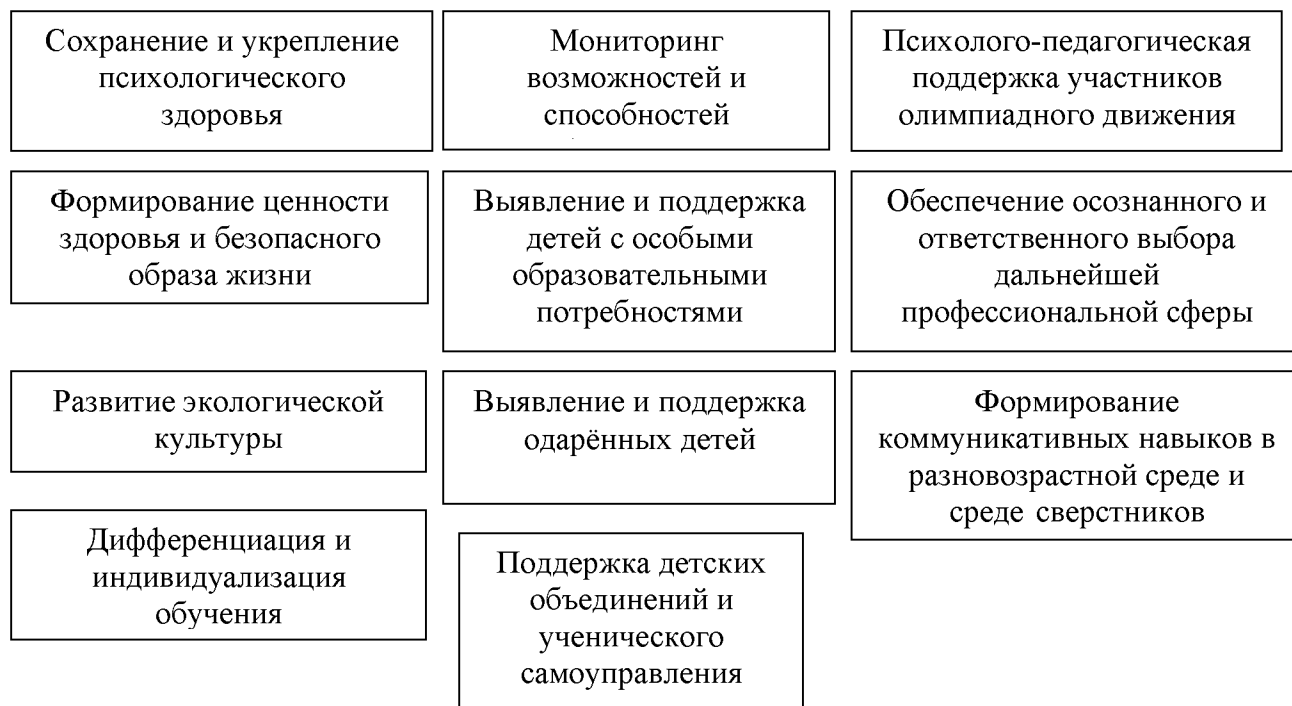 Сохранение и укрепление
психологического
здоровья
Мониторинг
возможностей и
способностей
Психолого-педагогическая
поддержка участников
олимпиадного движения
Формирование ценности
здоровья и безопасного
образа жизни
Выявление и поддержка
детей с особыми
образовательными
потребностями
Обеспечение осознанного и
ответственного выбора
дальнейшей
профессиональной сферы
Развитие экологической
культуры
Выявление и поддержка
одарённых детей
Формирование
коммуникативных навыков в
разновозрастной среде и
среде сверстников
Дифференциация и
индивидуализация
обучения
Поддержка детских
объединений и
ученического
самоуправления